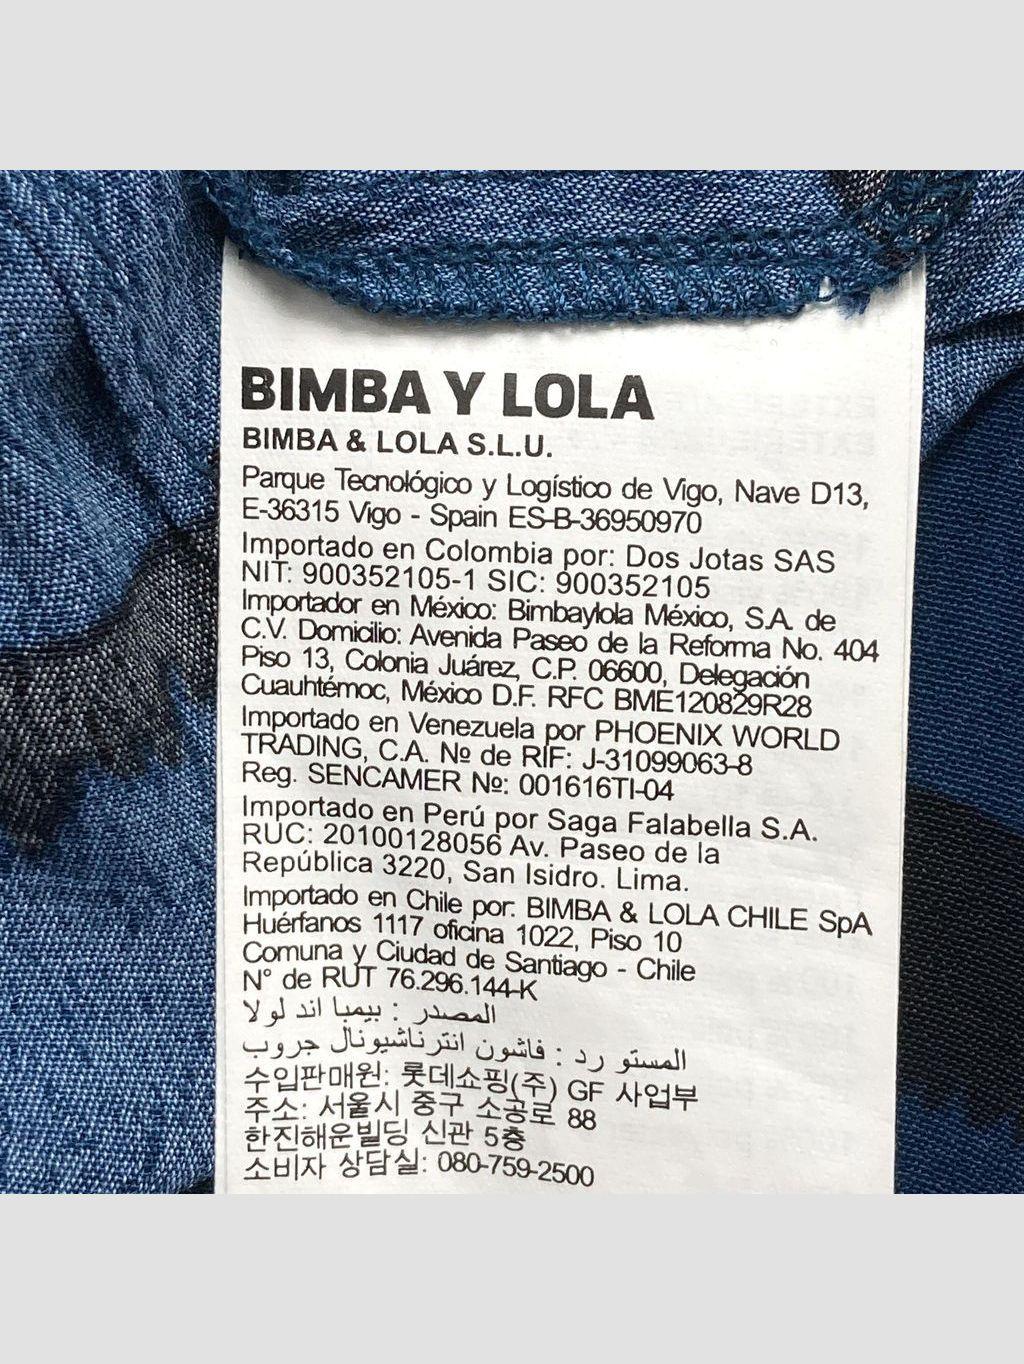 BIMBA Y LOLA
BIMBA & LOLA S.L.U.
Parque Tecnológico y Logístico de Vigo, Nave D13,
E-36315 Vigo - Spain ES-B-36950970
Importado en Colombia por: Dos Jotas SAS
NIT: 900352105-1 SIC: 900352105
Importador en México: Bimbaylola México, S.A. de
C.V. Domicilio: Avenida Paseo de la Reforma No. 404
Piso 13, Colonia Juárez, C.P. 06600, Delegación
Cuauhtémoc, México D.F. RFC BME120829R28
Importado en Venezuela por PHOENIX WORLD
TRADING, C.A. Nº de RIF: J-31099063-8
Reg. SENCAMER Nº: 001616TI-04
Importado en Perú por Saga Falabella S.A.
RUC: 20100128056 Av. Paseo de la
República 3220, San Isidro. Lima.
Importado en Chile por: BIMBA & LOLA CHILE SpA
Huérfanos 1117 oficina 1022, Piso 10
Comuna y Ciudad de Santiago - Chile
N° de RUT 76.296.144-K
المصدر : بيمبا اند لولا
المستو رد : فاشون انترناشيونال جروب
수입판매원: 롯데쇼핑(주) GF 사업부
주소: 서울시 중구 소공로 88
한진해운빌딩 신관 5층
소비자 상담실: 080-759-2500